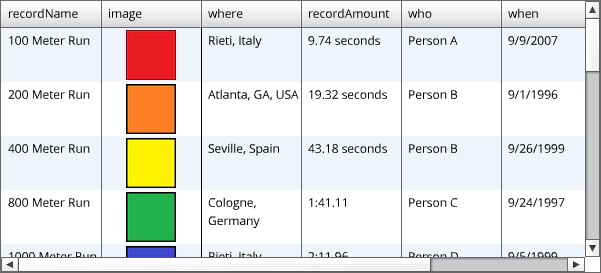 recordName image where recordAmount who when
100 Meter Run Rieti, Italy 9.74 seconds Person A 9/9/2007
200 Meter Run Atlanta, GA, USA 19.32 seconds Person B 9/1/1996
400 Meter Run Seville, Spain 43.18 seconds Person B 9/26/1999
800 Meter Run Cologne, 1:41.11 Person C 9/24/1997
Germany
1000 Meter Run Rieti, Italy 2:11.96 Person D 9/5/1999